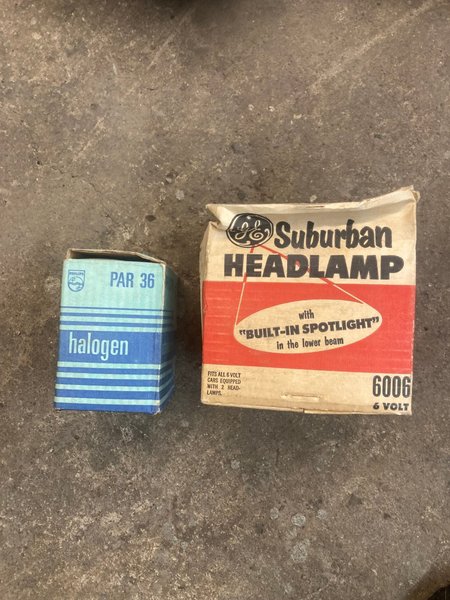 PHILIPS
PAR 36
halogen
GE
Suburban
HEADLAMP
with
"BUILT-IN SPOTLIGHT"
in the lower beam
FITS ALL 6 VOLT
CARS EQUIPPED
WITH 2 HEAD-
LAMPS.
6006
6 VOLT